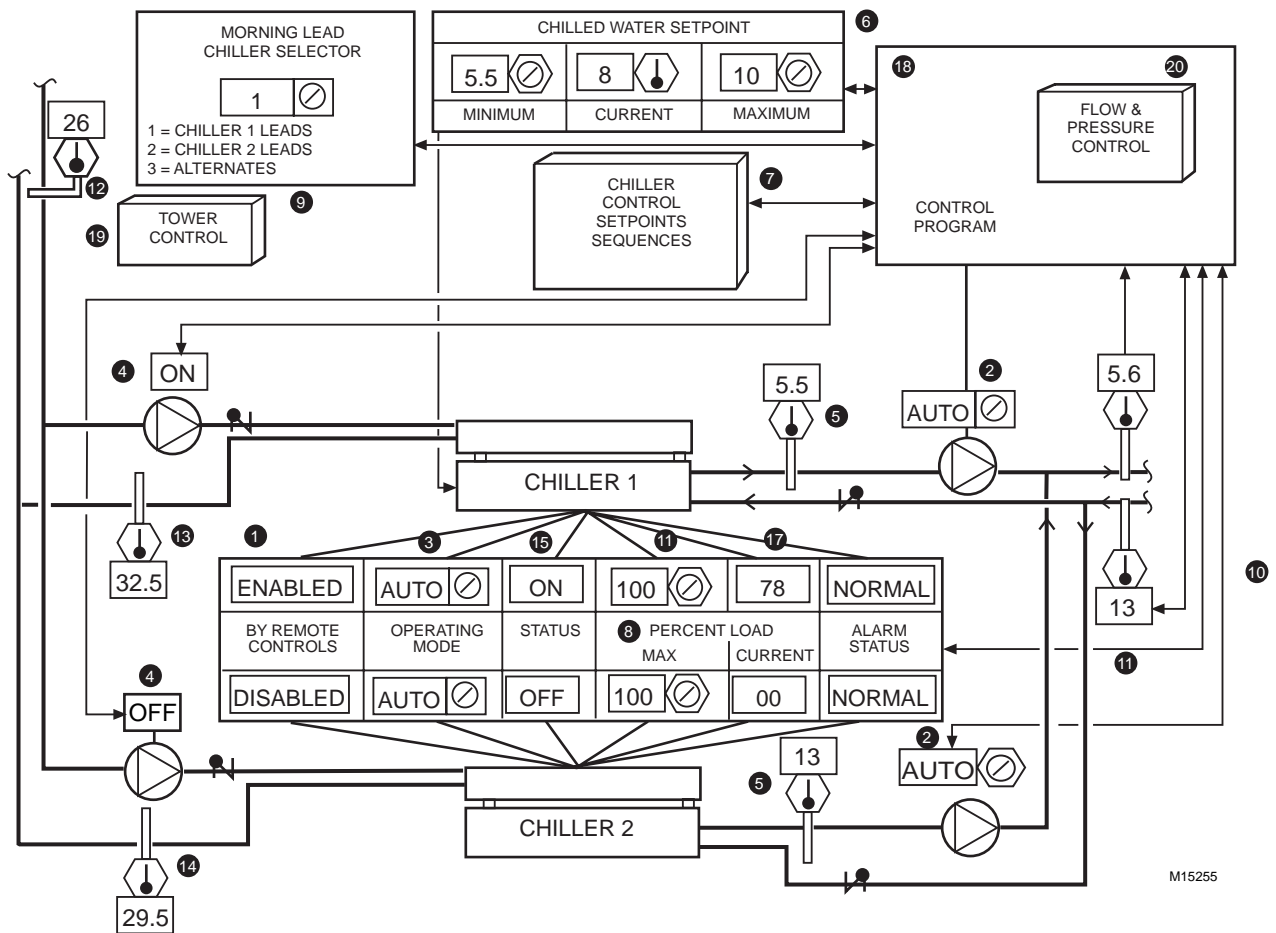 MORNING LEAD
CHILLER SELECTOR
1
1 = CHILLER 1 LEADS
2 = CHILLER 2 LEADS
3 = ALTERNATES
9
CHILLED WATER SETPOINT
6
5.5
8
10
MINIMUM
CURRENT
MAXIMUM
18
20
FLOW &
PRESSURE
CONTROL
CONTROL
PROGRAM
26
12
19
TOWER
CONTROL
7
CHILLER
CONTROL
SETPOINTS
SEQUENCES
4
ON
5.5
5
2
AUTO
5.6
CHILLER 1
13
32.5
13
10
11
1
3
15
11
17
ENABLED
AUTO
ON
100
78
NORMAL
BY REMOTE
CONTROLS
OPERATING
MODE
STATUS
8
PERCENT LOAD
MAX
CURRENT
ALARM
STATUS
DISABLED
AUTO
OFF
100
00
NORMAL
4
OFF
13
5
2
AUTO
CHILLER 2
14
29.5
M15255